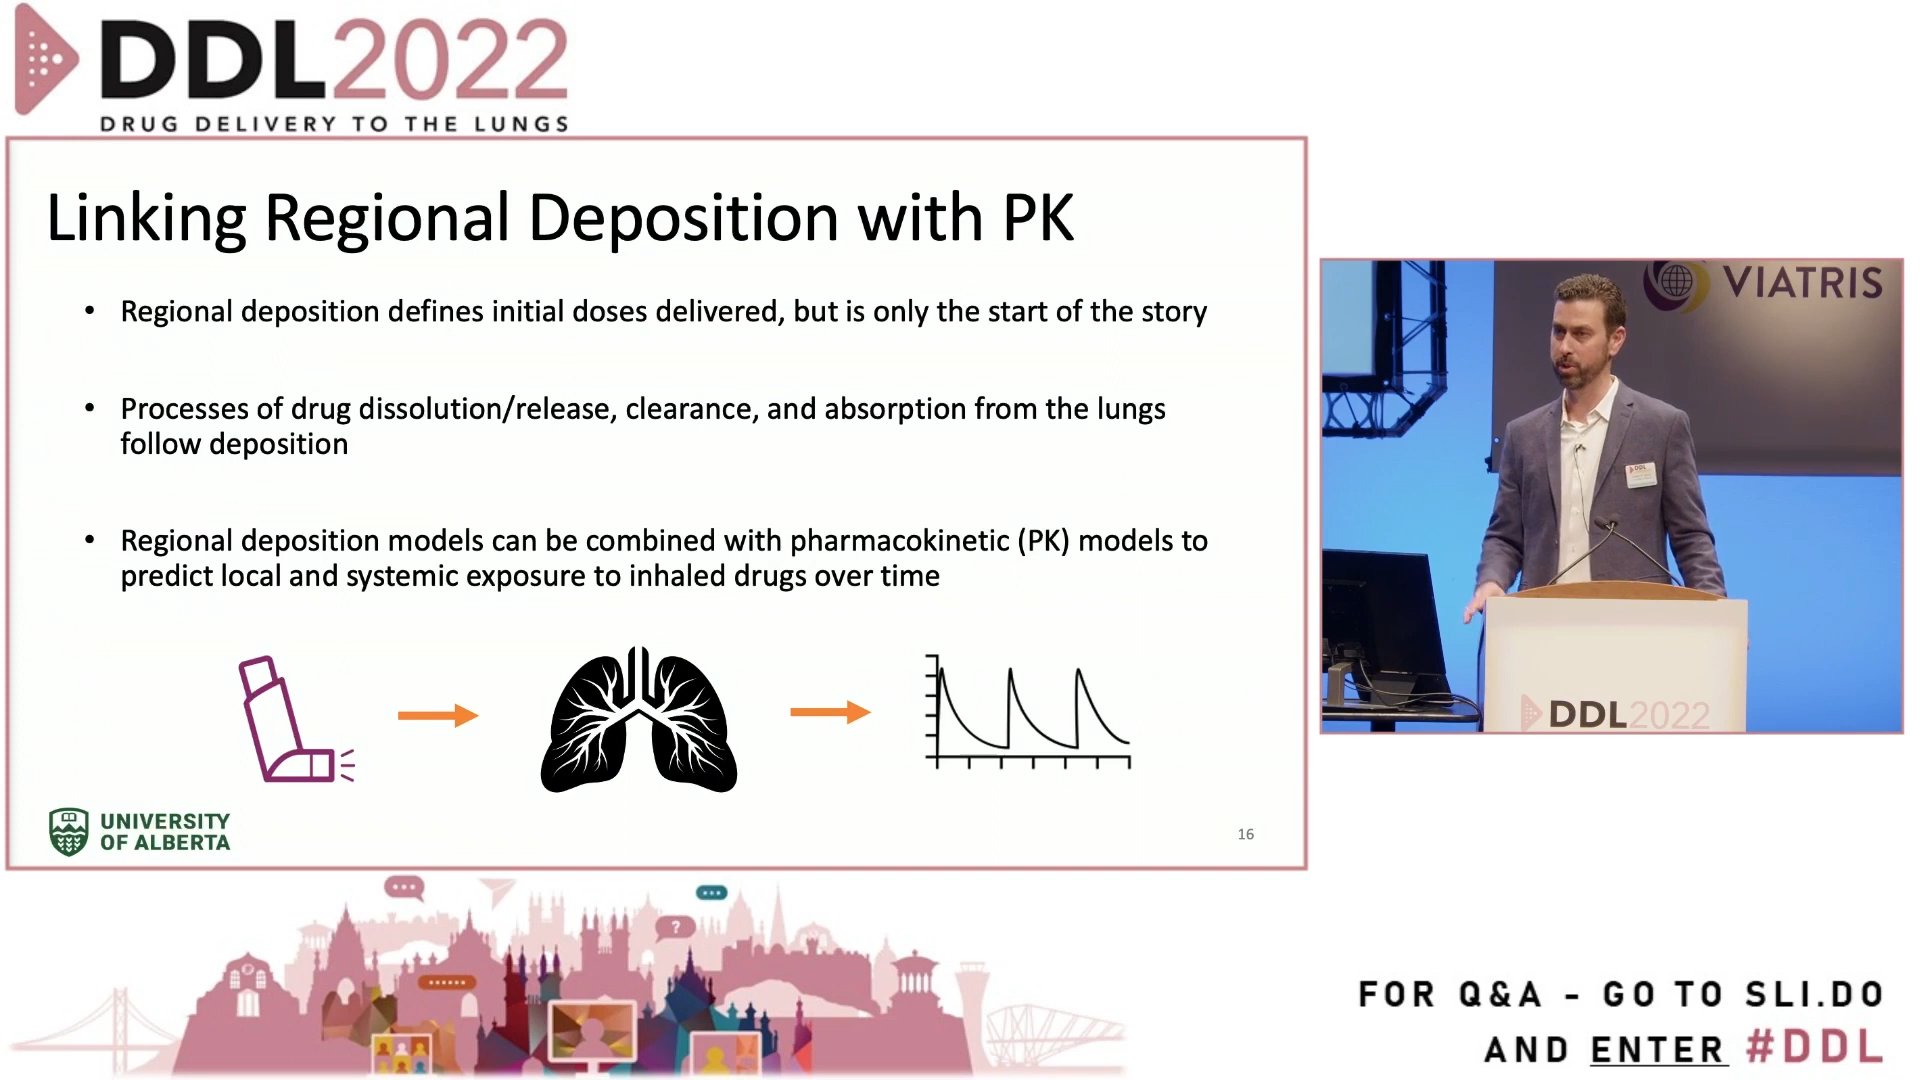 DDL2022
DRUG DELIVERY TO THE LUNGS
Linking Regional Deposition with PK
• Regional deposition defines initial doses delivered, but is only the start of the story
• Processes of drug dissolution/release, clearance, and absorption from the lungs
follow deposition
• Regional deposition models can be combined with pharmacokinetic (PK) models to
predict local and systemic exposure to inhaled drugs over time
UNIVERSITY
OF ALBERTA
16
VIATRIS
DDL
DDL2022
?
FOR Q&A - GO TO SLI.DO
AND ENTER #DDL